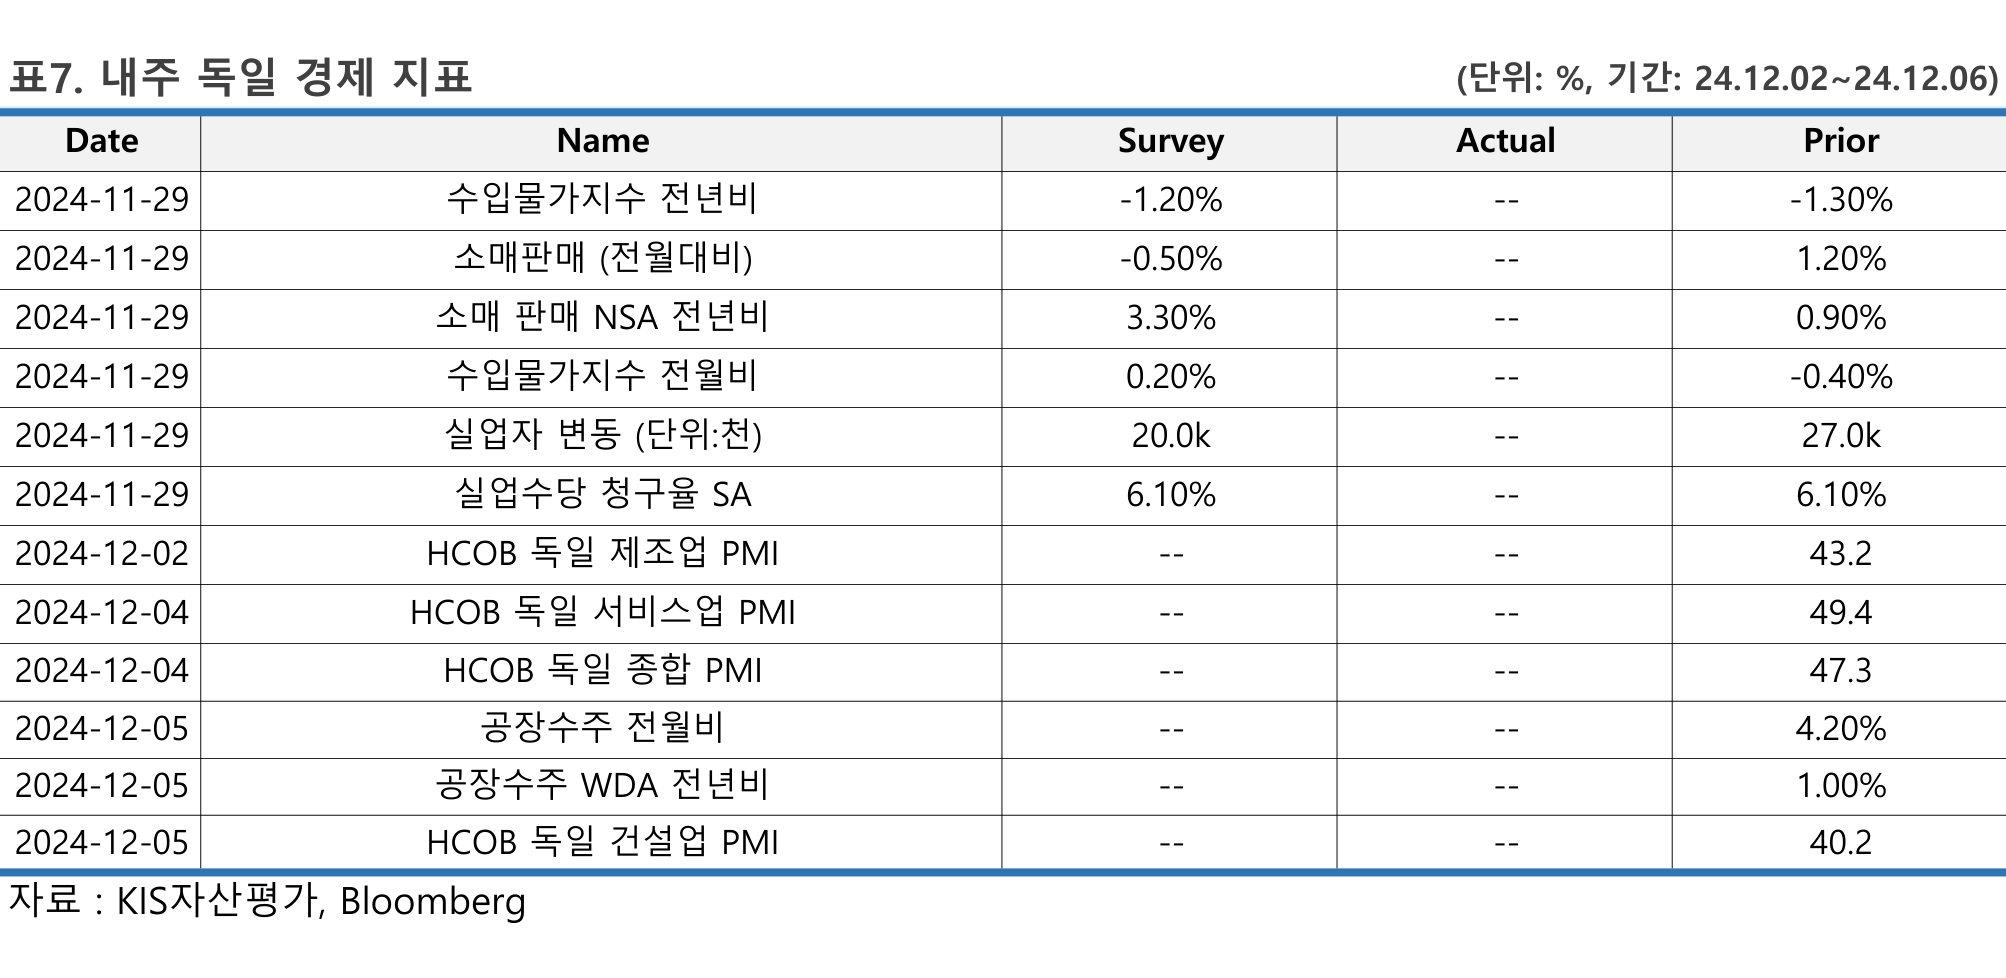 표7. 내주 독일 경제 지표 (단위: %, 기간: 24.12.02~24.12.06)
Date Name Survey Actual Prior
2024-11-29 수입물가지수 전년비 -1.20% -- -1.30%
2024-11-29 소매판매 (전월대비) -0.50% -- 1.20%
2024-11-29 소매 판매 NSA 전년비 3.30% -- 0.90%
2024-11-29 수입물가지수 전월비 0.20% -- -0.40%
2024-11-29 실업자 변동 (단위:천) 20.0k -- 27.0k
2024-11-29 실업수당 청구율 SA 6.10% -- 6.10%
2024-12-02 HCOB 독일 제조업 PMI -- -- 43.2
2024-12-04 HCOB 독일 서비스업 PMI -- -- 49.4
2024-12-04 HCOB 독일 종합 PMI -- -- 47.3
2024-12-05 공장수주 전월비 -- -- 4.20%
2024-12-05 공장수주 WDA 전년비 -- -- 1.00%
2024-12-05 HCOB 독일 건설업 PMI -- -- 40.2
자료 : KIS자산평가, Bloomberg